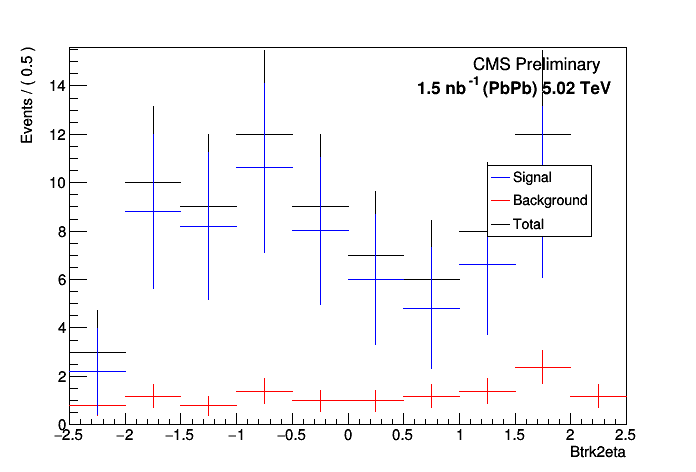 Events / ( 0.5 )
CMS Preliminary
1.5 nb⁻¹ (PbPb) 5.02 TeV
14
12
10
8
6
4
2
0
Signal
Background
Total
−2.5 −2 −1.5 −1 −0.5 0 0.5 1 1.5 2 2.5
Btrk2eta